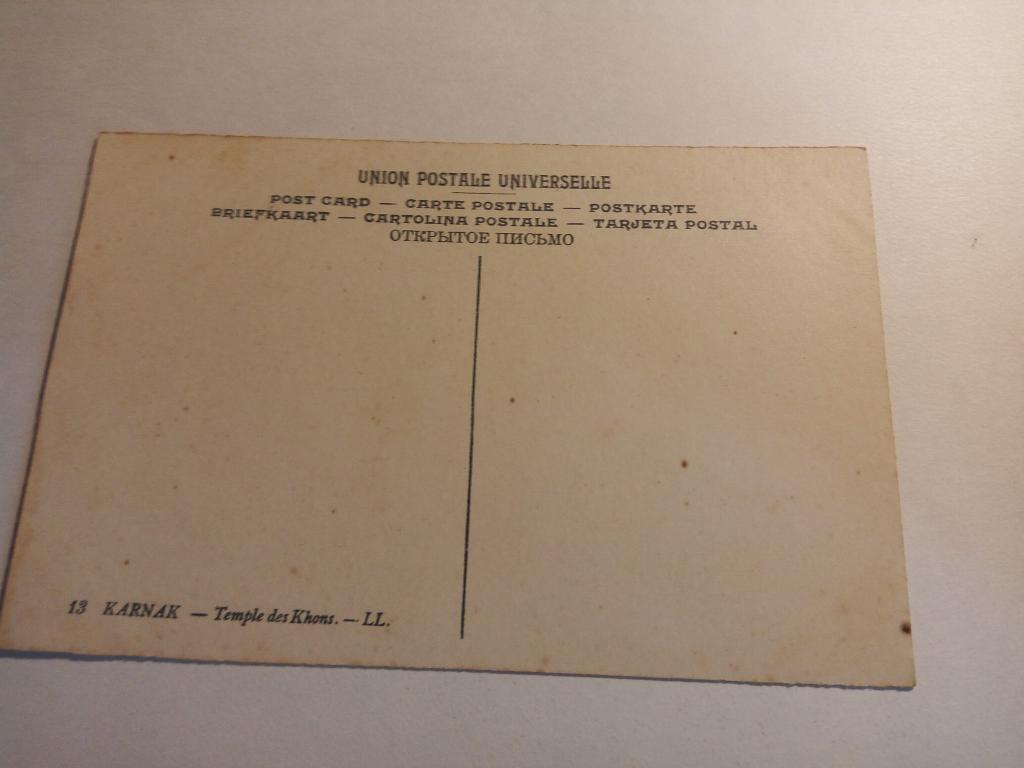 UNION POSTALE UNIVERSELLE
POST CARD — CARTE POSTALE — POSTKARTE
BRIEFKAART — CARTOLINA POSTALE — TARJETA POSTAL
ОТКРЫТОЕ ПИСЬМО
13 KARNAK — Temple des Khons. — LL.